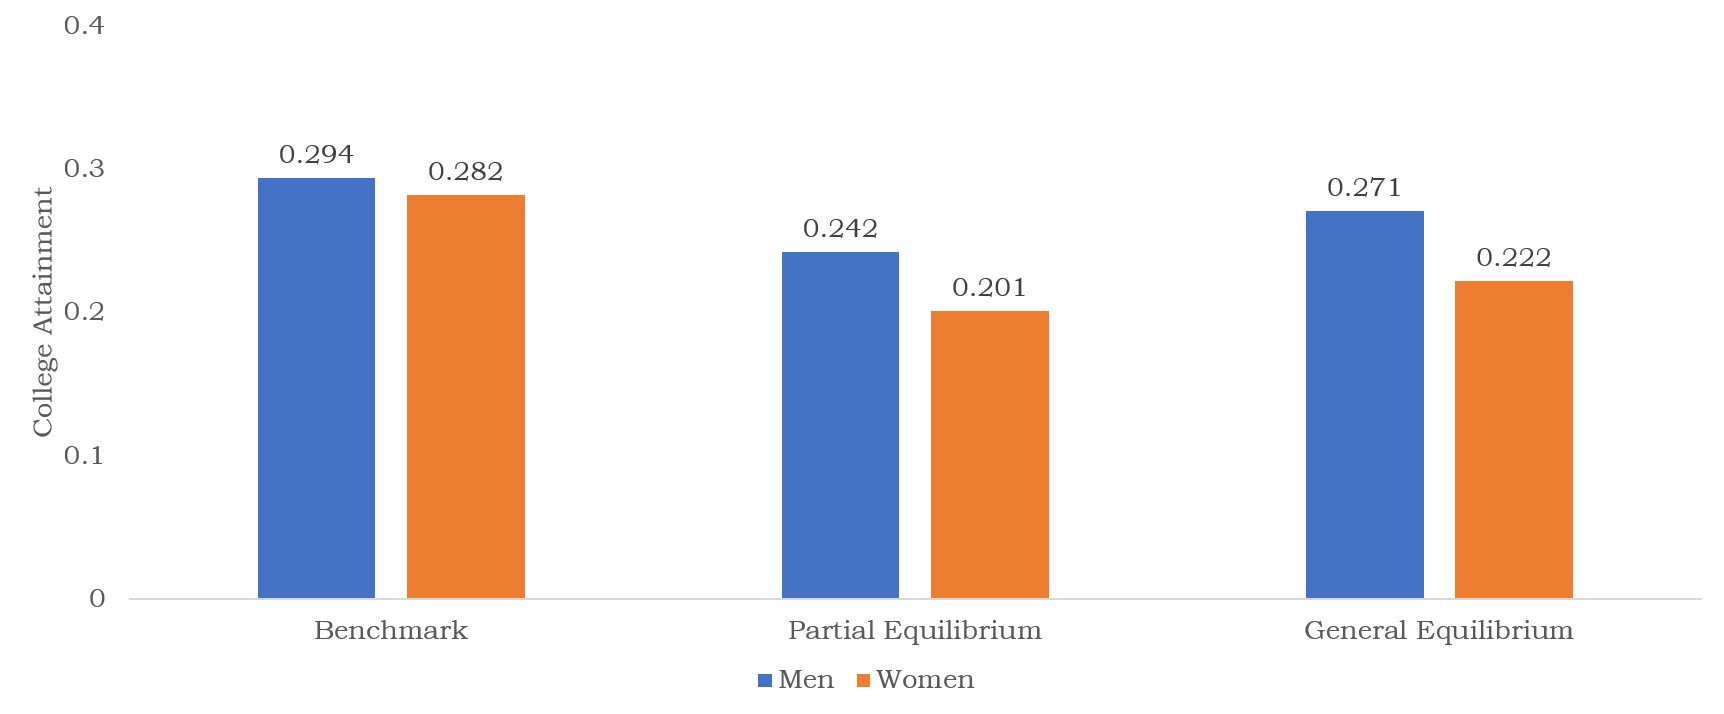 0.4
0.3
0.2
0.1
0
College Attainment
0.294
0.282
0.242
0.201
0.271
0.222
Benchmark
Partial Equilibrium
General Equilibrium
Men
Women